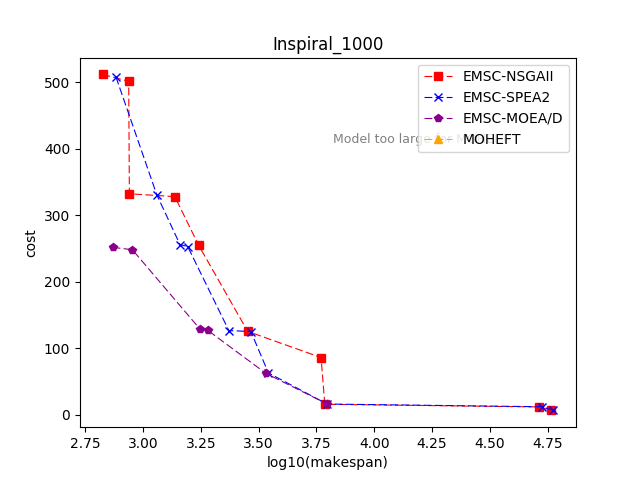 Inspiral_1000
EMSC-NSGAII
EMSC-SPEA2
EMSC-MOEA/D
MOHEFT
Model too large for
cost
500
400
300
200
100
0
2.75 3.00 3.25 3.50 3.75 4.00 4.25 4.50 4.75
log10(makespan)